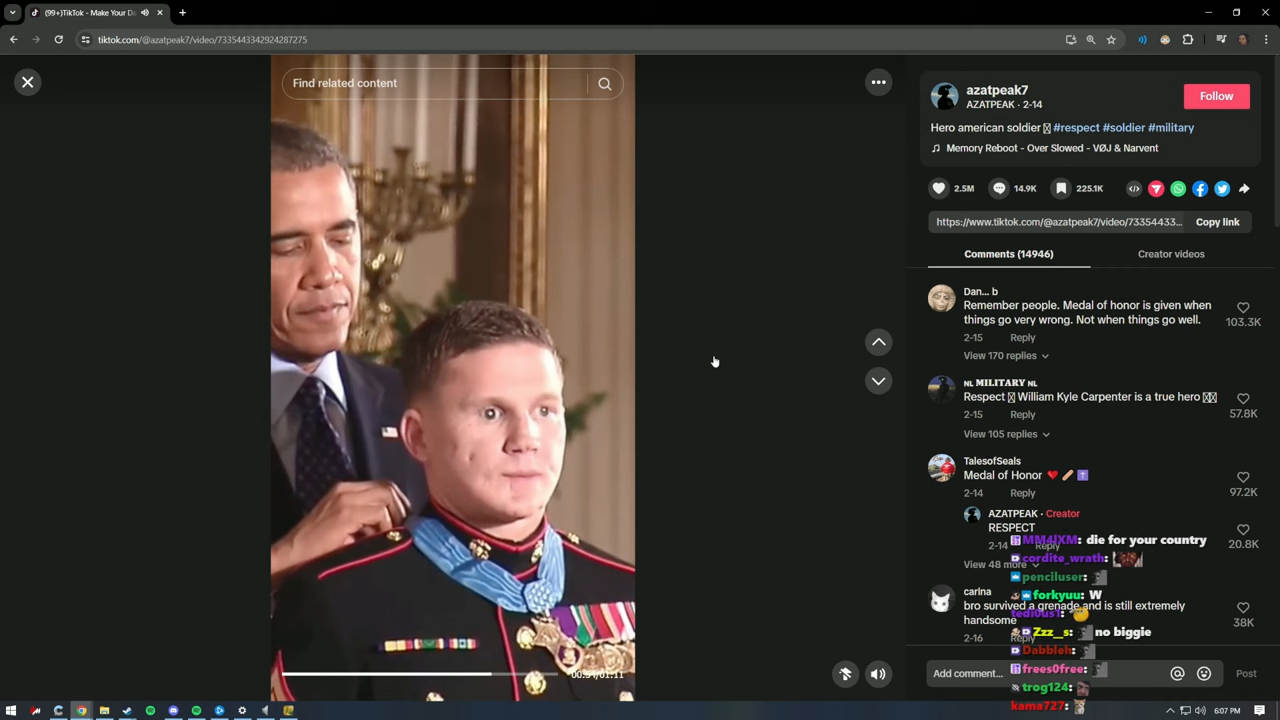 (99+)TikTok - Make Your Da
tiktok.com/@azatpeak7/video/7335443342924287275
Find related content
azatpeak7
AZATPEAK · 2-14
Follow
Hero american soldier #respect #soldier #military
Memory Reboot - Over Slowed - VØJ & Narvent
2.5M
14.9K
225.1K
https://www.tiktok.com/@azatpeak7/video/73354433...
Copy link
Comments (14946)
Creator videos
Dan... b
Remember people. Medal of honor is given when
things go very wrong. Not when things go well.
103.3K
2-15 Reply
View 170 replies
NL MILITARY NL
Respect William Kyle Carpenter is a true hero
57.8K
2-15 Reply
View 105 replies
TalesofSeals
Medal of Honor
97.2K
2-14 Reply
AZATPEAK · Creator
RESPECT
20.8K
2-14 Reply
MM4IXM: die for your country
cordite_wrath:
View 48 more
penciluser:
carina
forkyuu: W
bro survived a grenade and is still extremely
handsome
38K
tedi0us1:
2-16 Reply
Zzz__s: no biggie
Dabbleh:
frees0free:
Add comment...
Post
trog124:
kama727:
01:11
6:07 PM